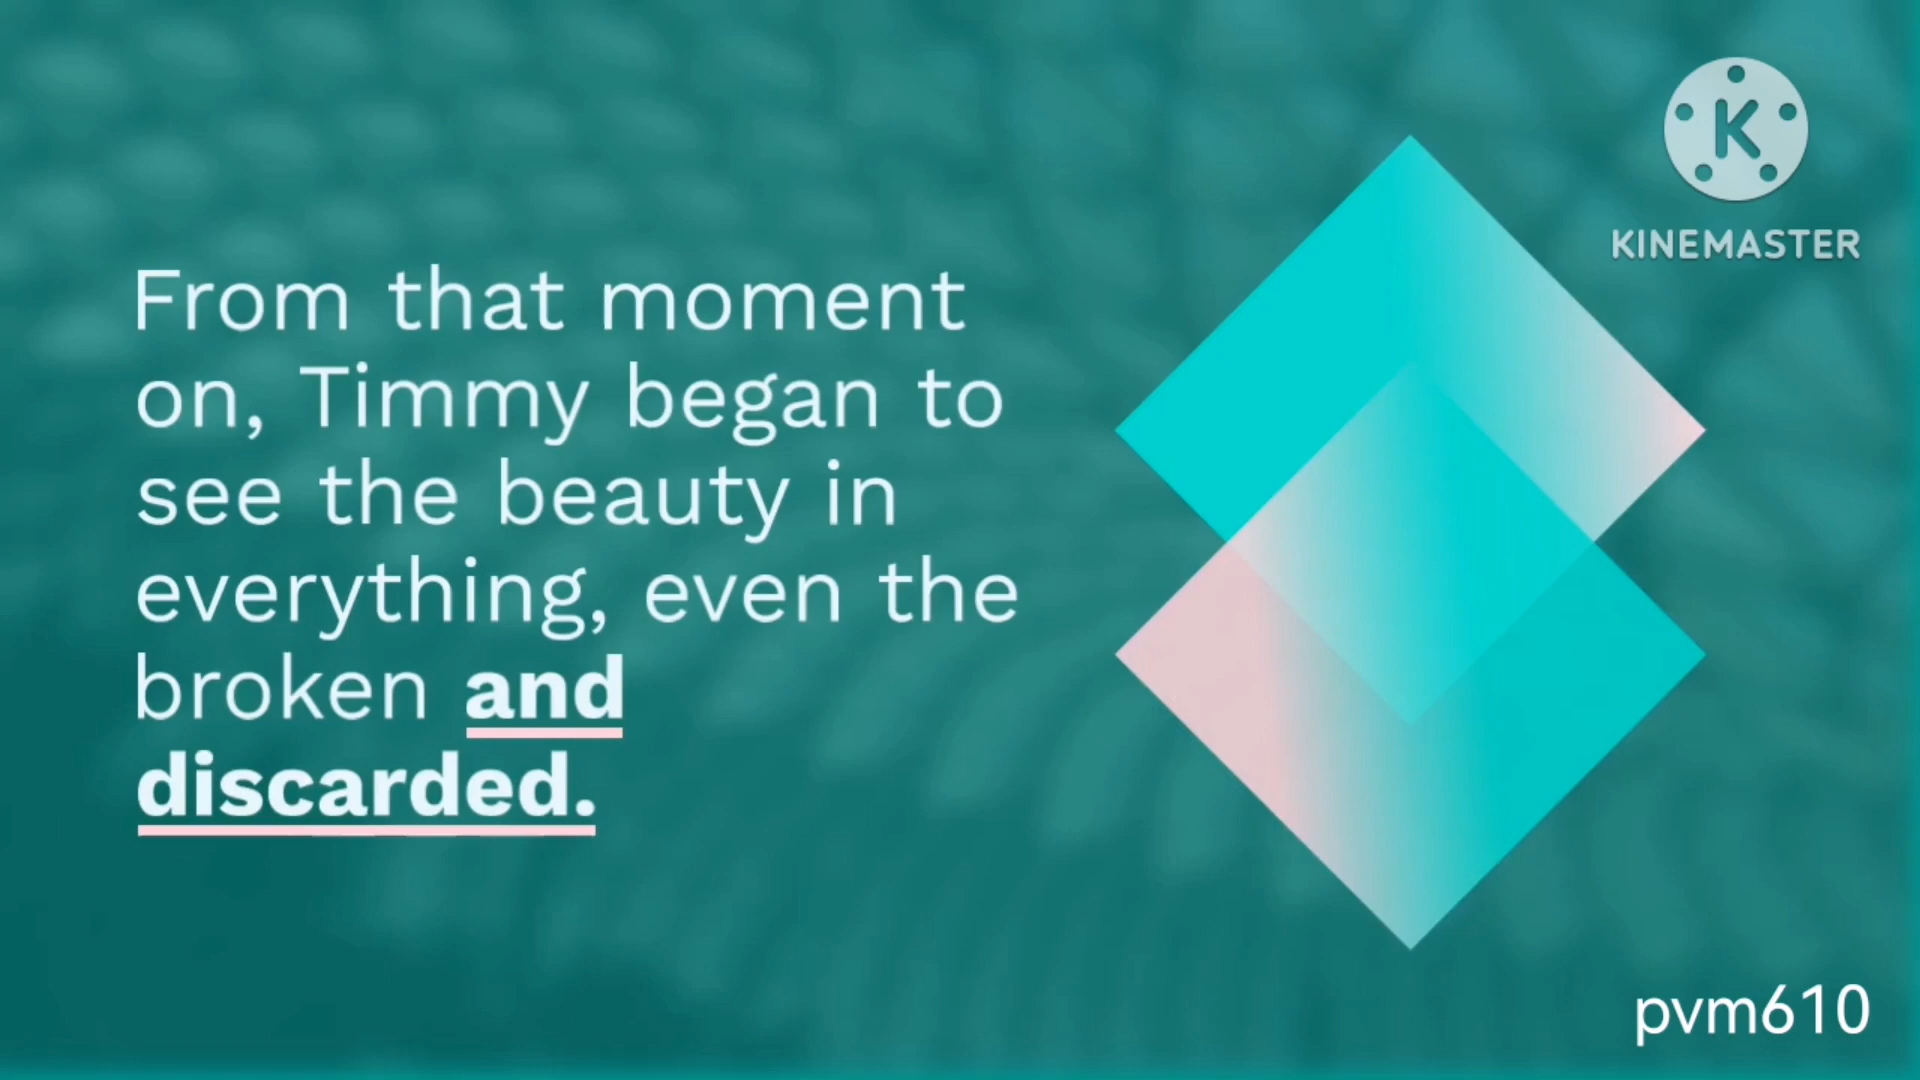 K
KINEMASTER
From that moment
on, Timmy began to
see the beauty in
everything, even the
broken and
discarded.
pvm610